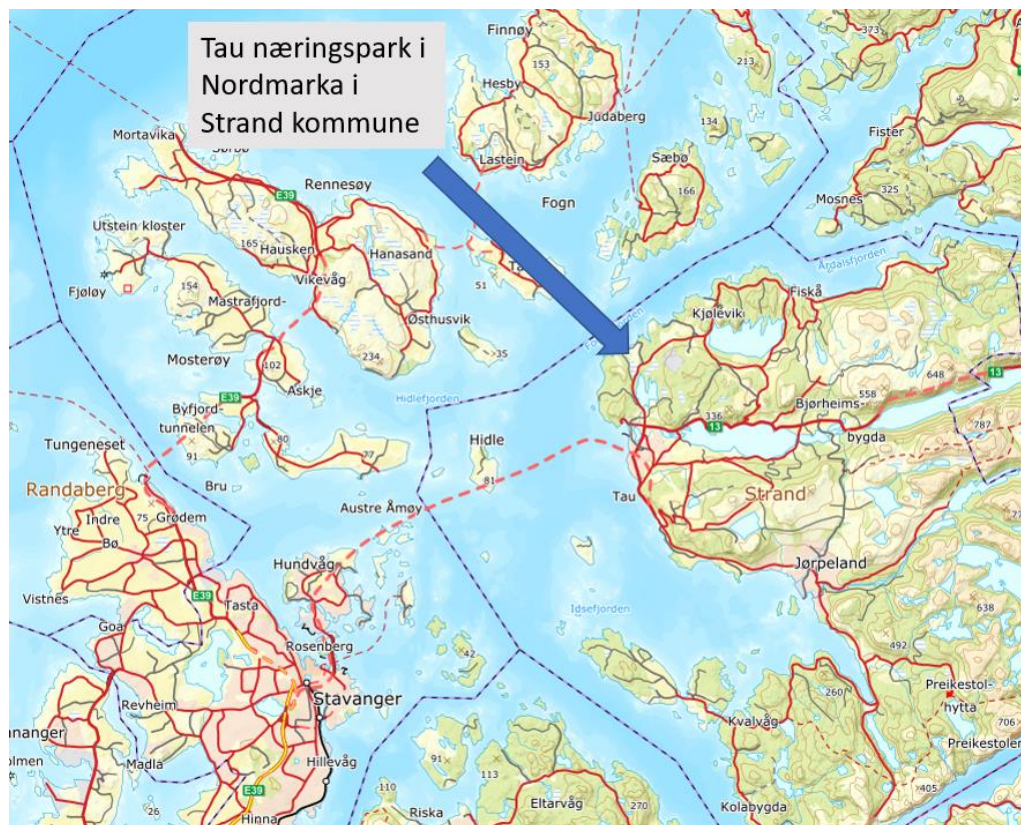 Tau næringspark i
Nordmarka i
Strand kommune
Finnøy
373
153
213
Hesby
Judaberg
134
Mortavika
Fister
Lastein
Sæbø
E39
Rennesøy
166
325
Mosnes
Fogn
Utstein kloster
165
Hausken
Hanasand
Årdalsfjorden
Vikevåg
51
Fjøløy
154
Fiskå
Mastrafjord-
Kjølevik
Østhusvik
Mosterøy
234
35
648
13
102
Askje
558
Hidlefjorden
E39
Byfjord-
tunnelen
336
Bjørheims-
13
787
80
Hidle
bygda
Tungeneset
91
77
81
Randaberg
Bru
Tau
Strand
Austre Åmøy
75
Indre
Grødem
Ytre
Bø
Hundvåg
Jørpeland
Vistnes
E39
Tasta
Idsefjorden
638
Goa
492
Rosenberg
42
Stavanger
260
Preikestol-
hytta
Revheim
Kvalvåg
706
ananger
Preikestolen
olmen
Madla
Hillevåg
91
113
405
E39
110
26
Hinna
Riska
Eltarvåg
270
Kolabygda